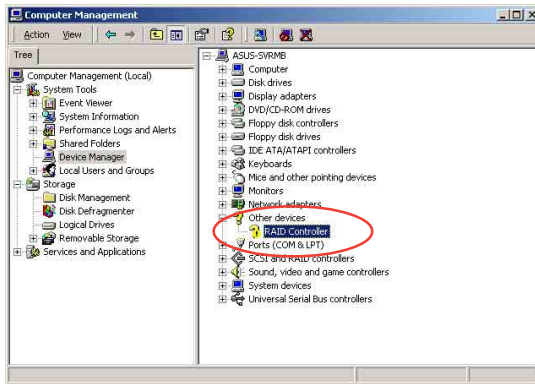 Computer Management
Action View
Tree
Computer Management (Local)
System Tools
Event Viewer
System Information
Performance Logs and Alerts
Shared Folders
Device Manager
Local Users and Groups
Storage
Disk Management
Disk Defragmenter
Logical Drives
Removable Storage
Services and Applications
ASUS-SVRMB
Computer
Disk drives
Display adapters
DVD/CD-ROM drives
Floppy disk controllers
Floppy disk drives
IDE ATA/ATAPI controllers
Keyboards
Mice and other pointing devices
Monitors
Network adapters
Other devices
RAID Controller
Ports (COM & LPT)
SCSI and RAID controllers
Sound, video and game controllers
System devices
Universal Serial Bus controllers